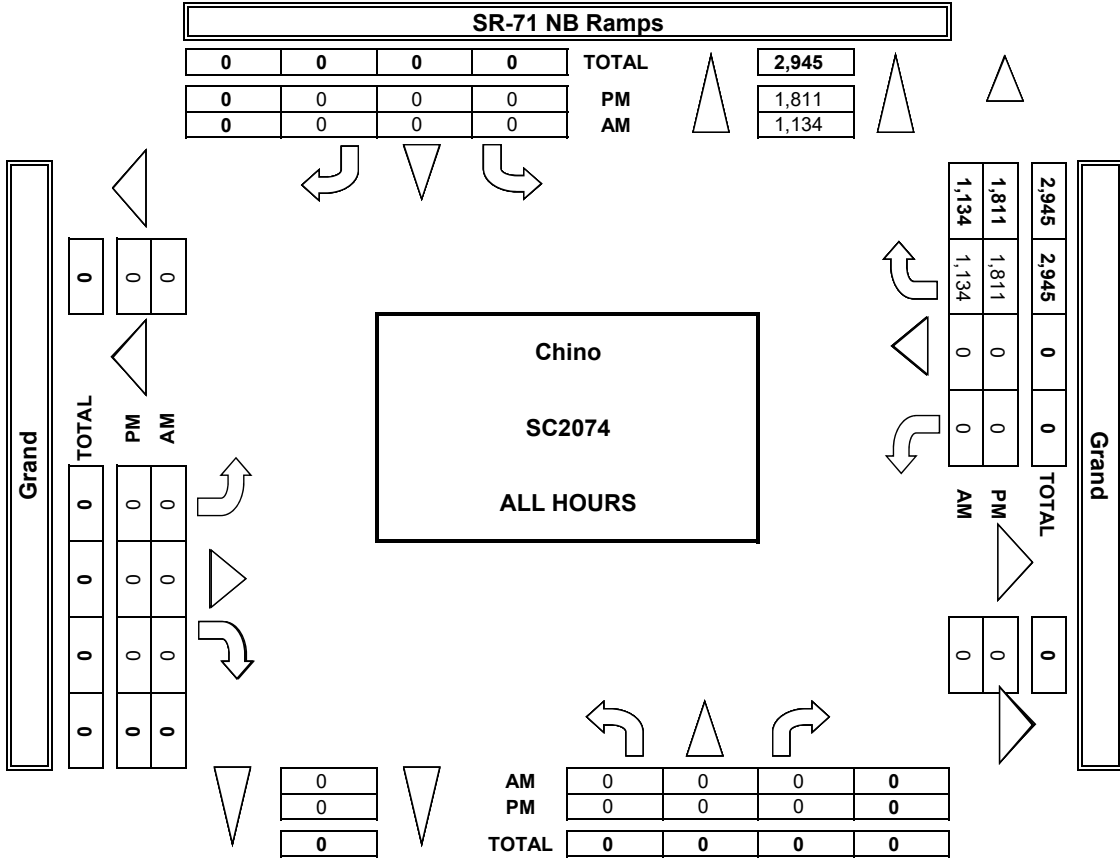 SR-71 NB Ramps
0 0 0 0 TOTAL 2,945
0 0 0 0 PM 1,811
0 0 0 0 AM 1,134
Grand
0 0 0
TOTAL PM AM
0 0 0
0 0 0
0 0 0
0 0 0
Chino
SC2074
ALL HOURS
1,134 1,811 2,945
1,134 1,811 2,945
0 0 0
0 0 0
AM PM TOTAL
0 0 0
Grand
0 AM 0 0 0 0
0 PM 0 0 0 0
0 TOTAL 0 0 0 0